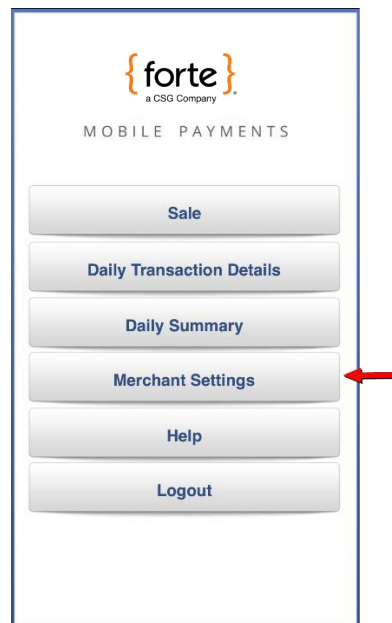 { forte }®
a CSG Company
MOBILE PAYMENTS
Sale
Daily Transaction Details
Daily Summary
Merchant Settings
Help
Logout